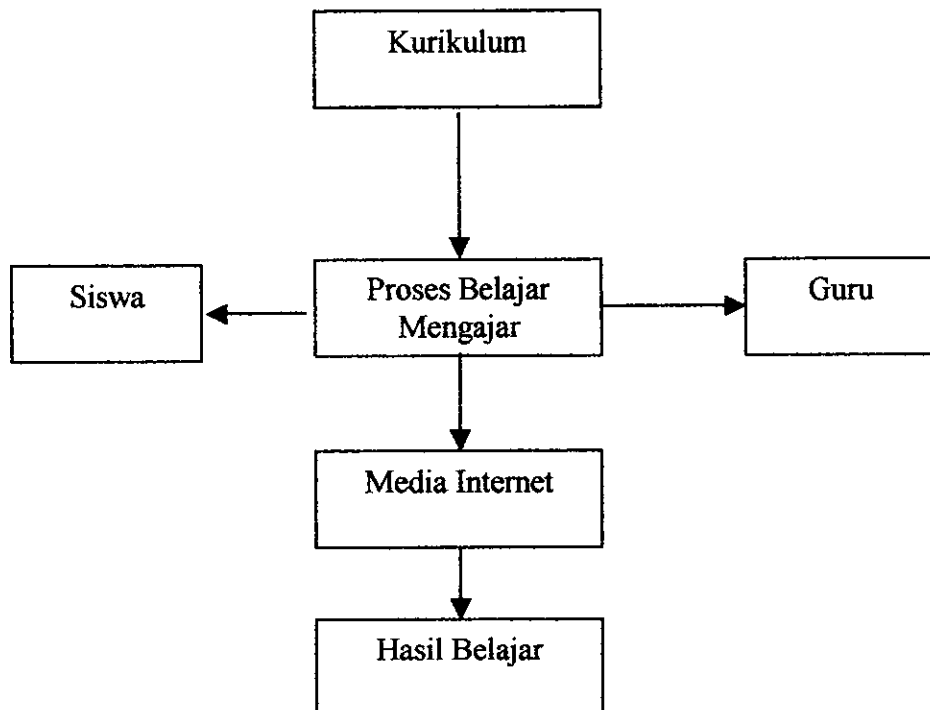 Kurikulum
Siswa
Proses Belajar
Mengajar
Guru
Media Internet
Hasil Belajar